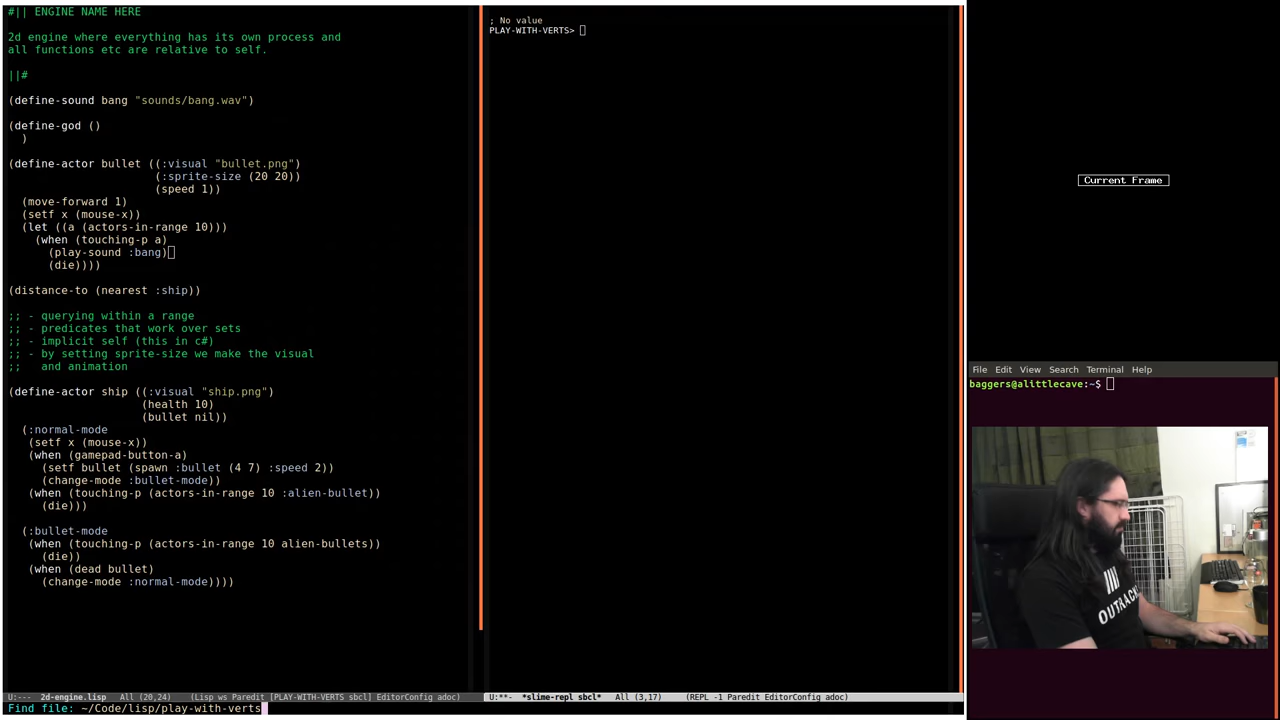 #|| ENGINE NAME HERE
2d engine where everything has its own process and
all functions etc are relative to self.
||#
(define-sound bang "sounds/bang.wav")
(define-god ()
)
(define-actor bullet ((:visual "bullet.png")
(:sprite-size (20 20))
(speed 1))
(move-forward 1)
(setf x (mouse-x))
(let ((a (actors-in-range 10)))
(when (touching-p a)
(play-sound :bang)
(die))))
(distance-to (nearest :ship))
;; - querying within a range
;; - predicates that work over sets
;; - implicit self (this in c#)
;; - by setting sprite-size we make the visual
;;   and animation
(define-actor ship ((:visual "ship.png")
(health 10)
(bullet nil))
(:normal-mode
(setf x (mouse-x))
(when (gamepad-button-a)
(setf bullet (spawn :bullet (4 7) :speed 2))
(change-mode :bullet-mode))
(when (touching-p (actors-in-range 10 :alien-bullet))
(die)))
(:bullet-mode
(when (touching-p (actors-in-range 10 alien-bullets))
(die))
(when (dead bullet)
(change-mode :normal-mode))))
U:---  2d-engine.lisp   All (20,24)     (Lisp ws Paredit [PLAY-WITH-VERTS sbcl] EditorConfig adoc)
Find file: ~/Code/lisp/play-with-verts
; No value
PLAY-WITH-VERTS>
U:**-  *slime-repl sbcl*   All (3,17)     (REPL -1 Paredit EditorConfig adoc)
Current Frame
File Edit View Search Terminal Help
baggers@alittlecave:~$
OUTRACKS